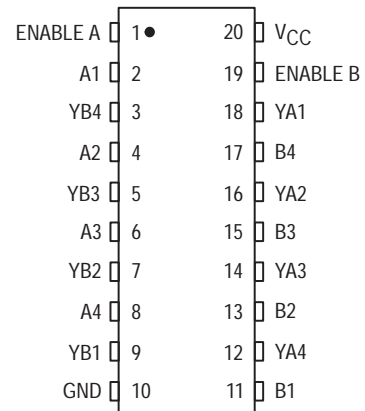 ENABLE A 1 20 VCC
A1 2 19 ENABLE B
YB4 3 18 YA1
A2 4 17 B4
YB3 5 16 YA2
A3 6 15 B3
YB2 7 14 YA3
A4 8 13 B2
YB1 9 12 YA4
GND 10 11 B1